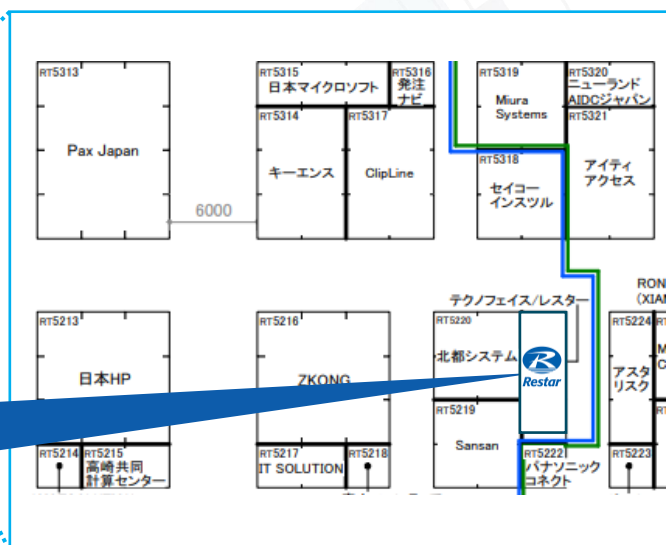 RT5313
Pax Japan
6000
RT5315
日本マイクロソフト
RT5316
発注
ナビ
RT5314
キーエンス
RT5317
ClipLine
RT5319
Miura
Systems
RT5320
ニューランド
AIDCジャパン
RT5318
セイコー
インスツル
RT5321
アイティ
アクセス
テクノフェイス/レスター
RON
(XIA
RT5213
日本HP
RT5216
ZKONG
RT5220
北都システム
R
Restar
RT5224
アスタ
リスク
RT5219
Sansan
RT5214
RT5215
高崎共同
計算センター
RT5217
IT SOLUTION
RT5218
RT5222
パナソニック
コネクト
RT5223